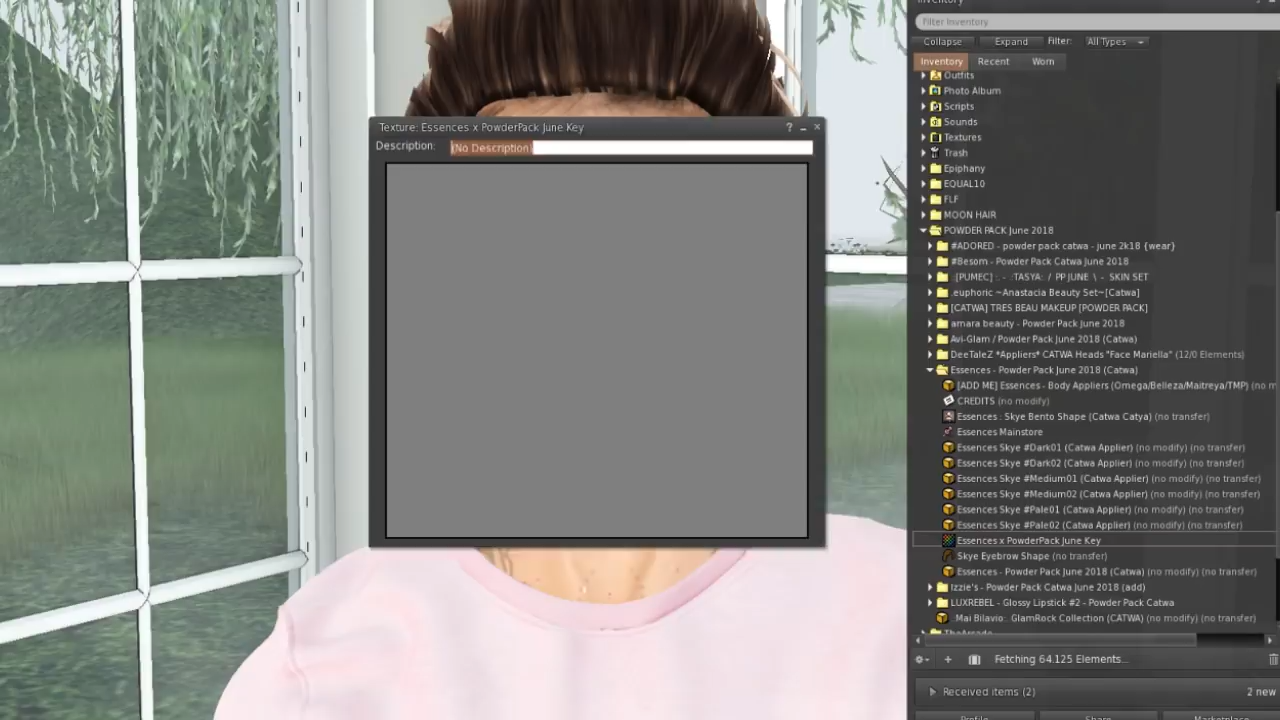 Inventory
Filter Inventory
Collapse Expand Filter: All Types
Inventory Recent Worn
Outfits
Photo Album
Scripts
Sounds
Textures
Trash
Epiphany
EQUAL10
FLF
MOON HAIR
POWDER PACK June 2018
#ADORED - powder pack catwa - june 2k18 {wear}
#Besom - Powder Pack Catwa June 2018
.:[PUMEC]:. - .:TASYA:. / PP JUNE \ - SKIN SET
.euphoric ~Anastacia Beauty Set~[Catwa]
[CATWA] TRES BEAU MAKEUP [POWDER PACK]
amara beauty - Powder Pack June 2018
Avi-Glam / Powder Pack June 2018 (Catwa)
DeeTaleZ *Appliers* CATWA Heads "Face Mariella" (12/0 Elements)
Essences - Powder Pack June 2018 (Catwa)
[ADD ME] Essences - Body Appliers (Omega/Belleza/Maitreya/TMP) (no m
CREDITS (no modify)
Essences : Skye Bento Shape (Catwa Catya) (no transfer)
Essences Mainstore
Essences Skye #Dark01 (Catwa Applier) (no modify) (no transfer)
Essences Skye #Dark02 (Catwa Applier) (no modify) (no transfer)
Essences Skye #Medium01 (Catwa Applier) (no modify) (no transfer)
Essences Skye #Medium02 (Catwa Applier) (no modify) (no transfer)
Essences Skye #Pale01 (Catwa Applier) (no modify) (no transfer)
Essences Skye #Pale02 (Catwa Applier) (no modify) (no transfer)
Essences x PowderPack June Key
Skye Eyebrow Shape (no transfer)
Essences - Powder Pack June 2018 (Catwa) (no modify) (no transfer)
Izzie's - Powder Pack Catwa June 2018 (add)
LUXREBEL - Glossy Lipstick #2 - Powder Pack Catwa
.:Mai Bilavio:. GlamRock Collection (CATWA) (no modify) (no transfer)
TheArcade
Fetching 64.125 Elements...
Received items (2) 2 new
Profile Share Marketplace
Texture: Essences x PowderPack June Key ? _ ×
Description: (No Description)